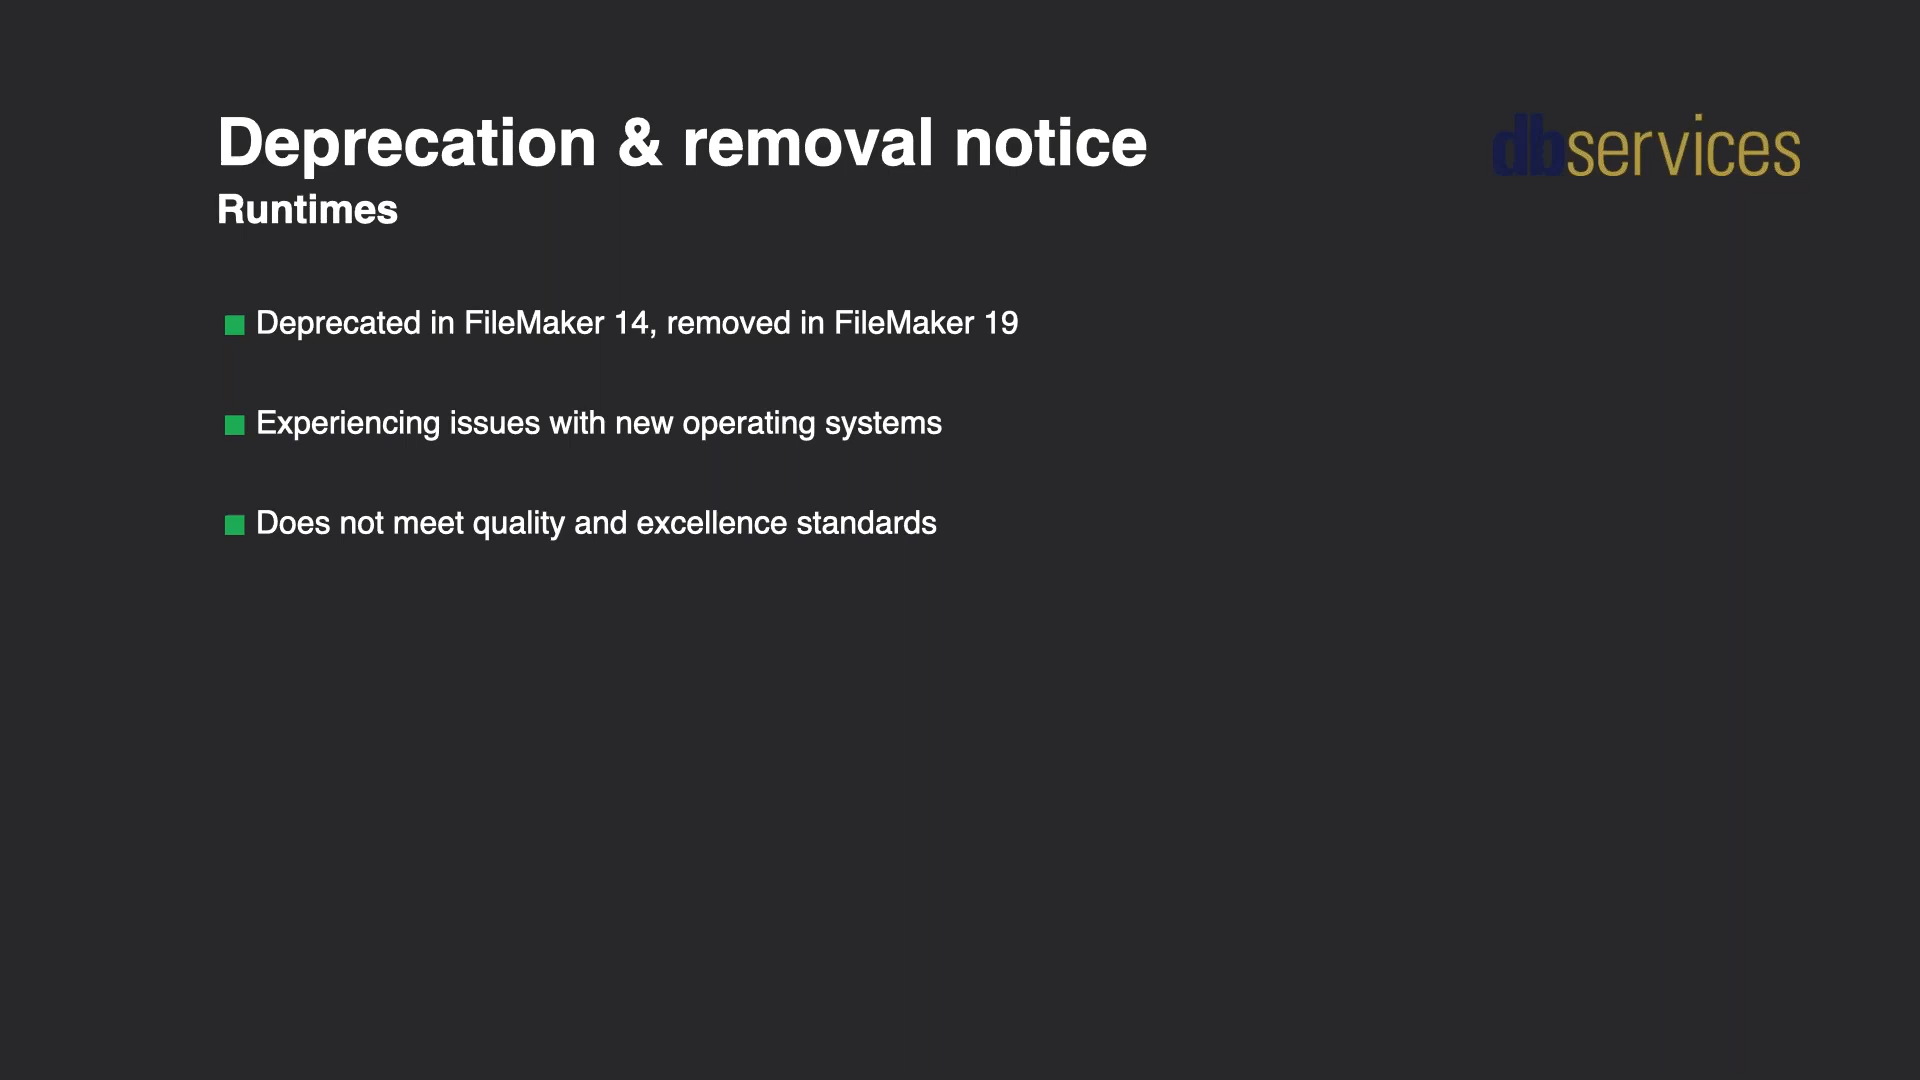 Deprecation & removal notice
dbservices
Runtimes
Deprecated in FileMaker 14, removed in FileMaker 19
Experiencing issues with new operating systems
Does not meet quality and excellence standards